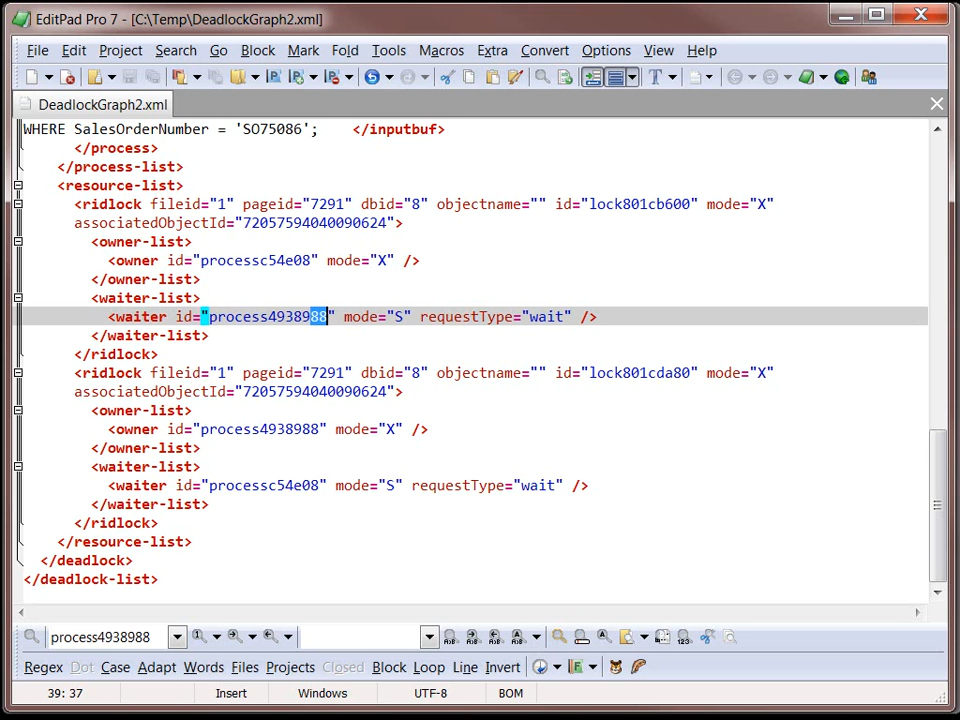 EditPad Pro 7 - [C:\Temp\DeadlockGraph2.xml]
File Edit Project Search Go Block Mark Fold Tools Macros Extra Convert Options View Help
DeadlockGraph2.xml
WHERE SalesOrderNumber = 'SO75086';    </inputbuf>
</process>
</process-list>
<resource-list>
<ridlock fileid="1" pageid="7291" dbid="8" objectname="" id="lock801cb600" mode="X"
associatedObjectId="72057594040090624">
<owner-list>
<owner id="processc54e08" mode="X" />
</owner-list>
<waiter-list>
<waiter id="process4938988" mode="S" requestType="wait" />
</waiter-list>
</ridlock>
<ridlock fileid="1" pageid="7291" dbid="8" objectname="" id="lock801cda80" mode="X"
associatedObjectId="72057594040090624">
<owner-list>
<owner id="process4938988" mode="X" />
</owner-list>
<waiter-list>
<waiter id="processc54e08" mode="S" requestType="wait" />
</waiter-list>
</ridlock>
</resource-list>
</deadlock>
</deadlock-list>
process4938988
Regex Dot Case Adapt Words Files Projects Closed Block Loop Line Invert
39: 37 Insert Windows UTF-8 BOM